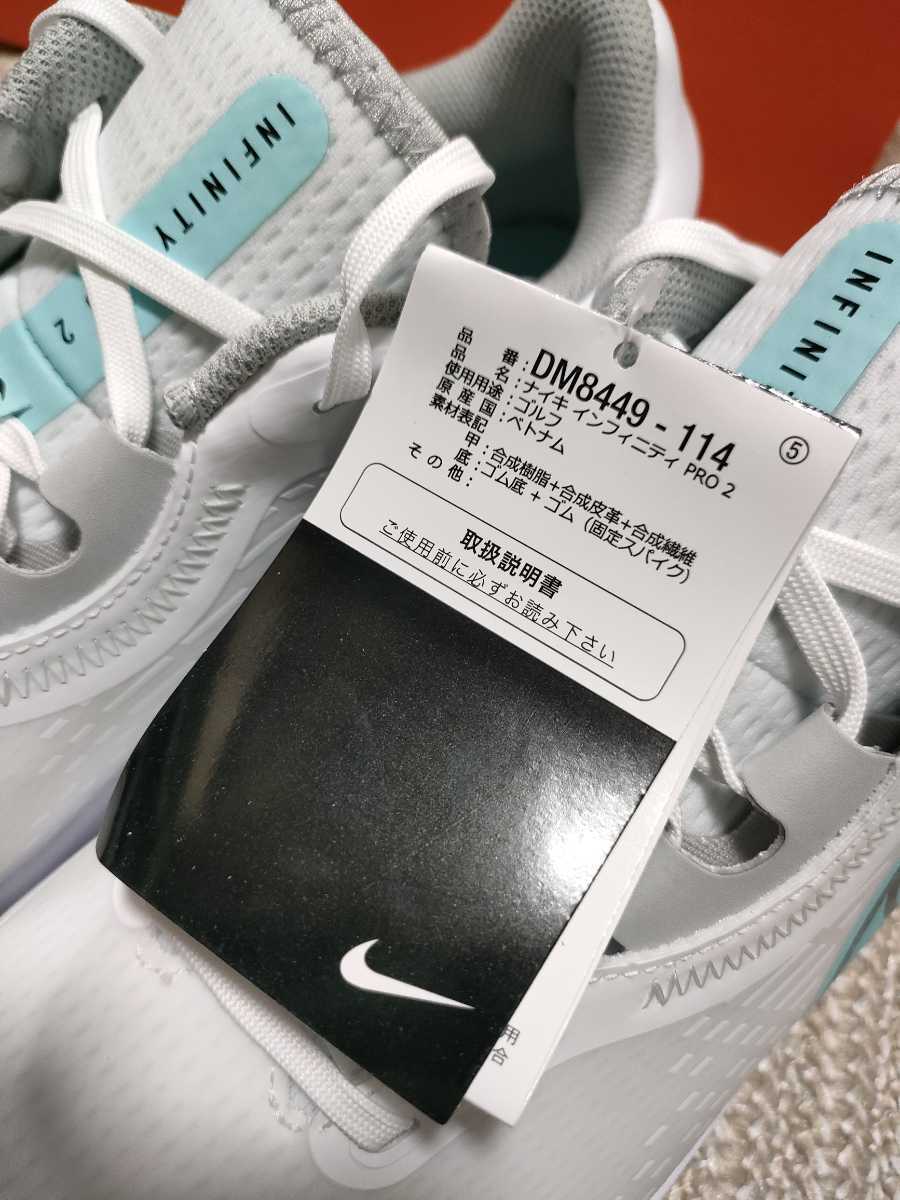 INFINITY
2
INFINIT
品番：DM8449 - 114 ⑤
品名：ナイキ インフィニティ PRO 2
使用用途：ゴルフ
原産国：ベトナム
素材表記
甲：合成樹脂+合成皮革+合成繊維
底：ゴム底 + ゴム（固定スパイク）
その他：
取扱説明書
ご使用前に必ずお読み下さい
用
合